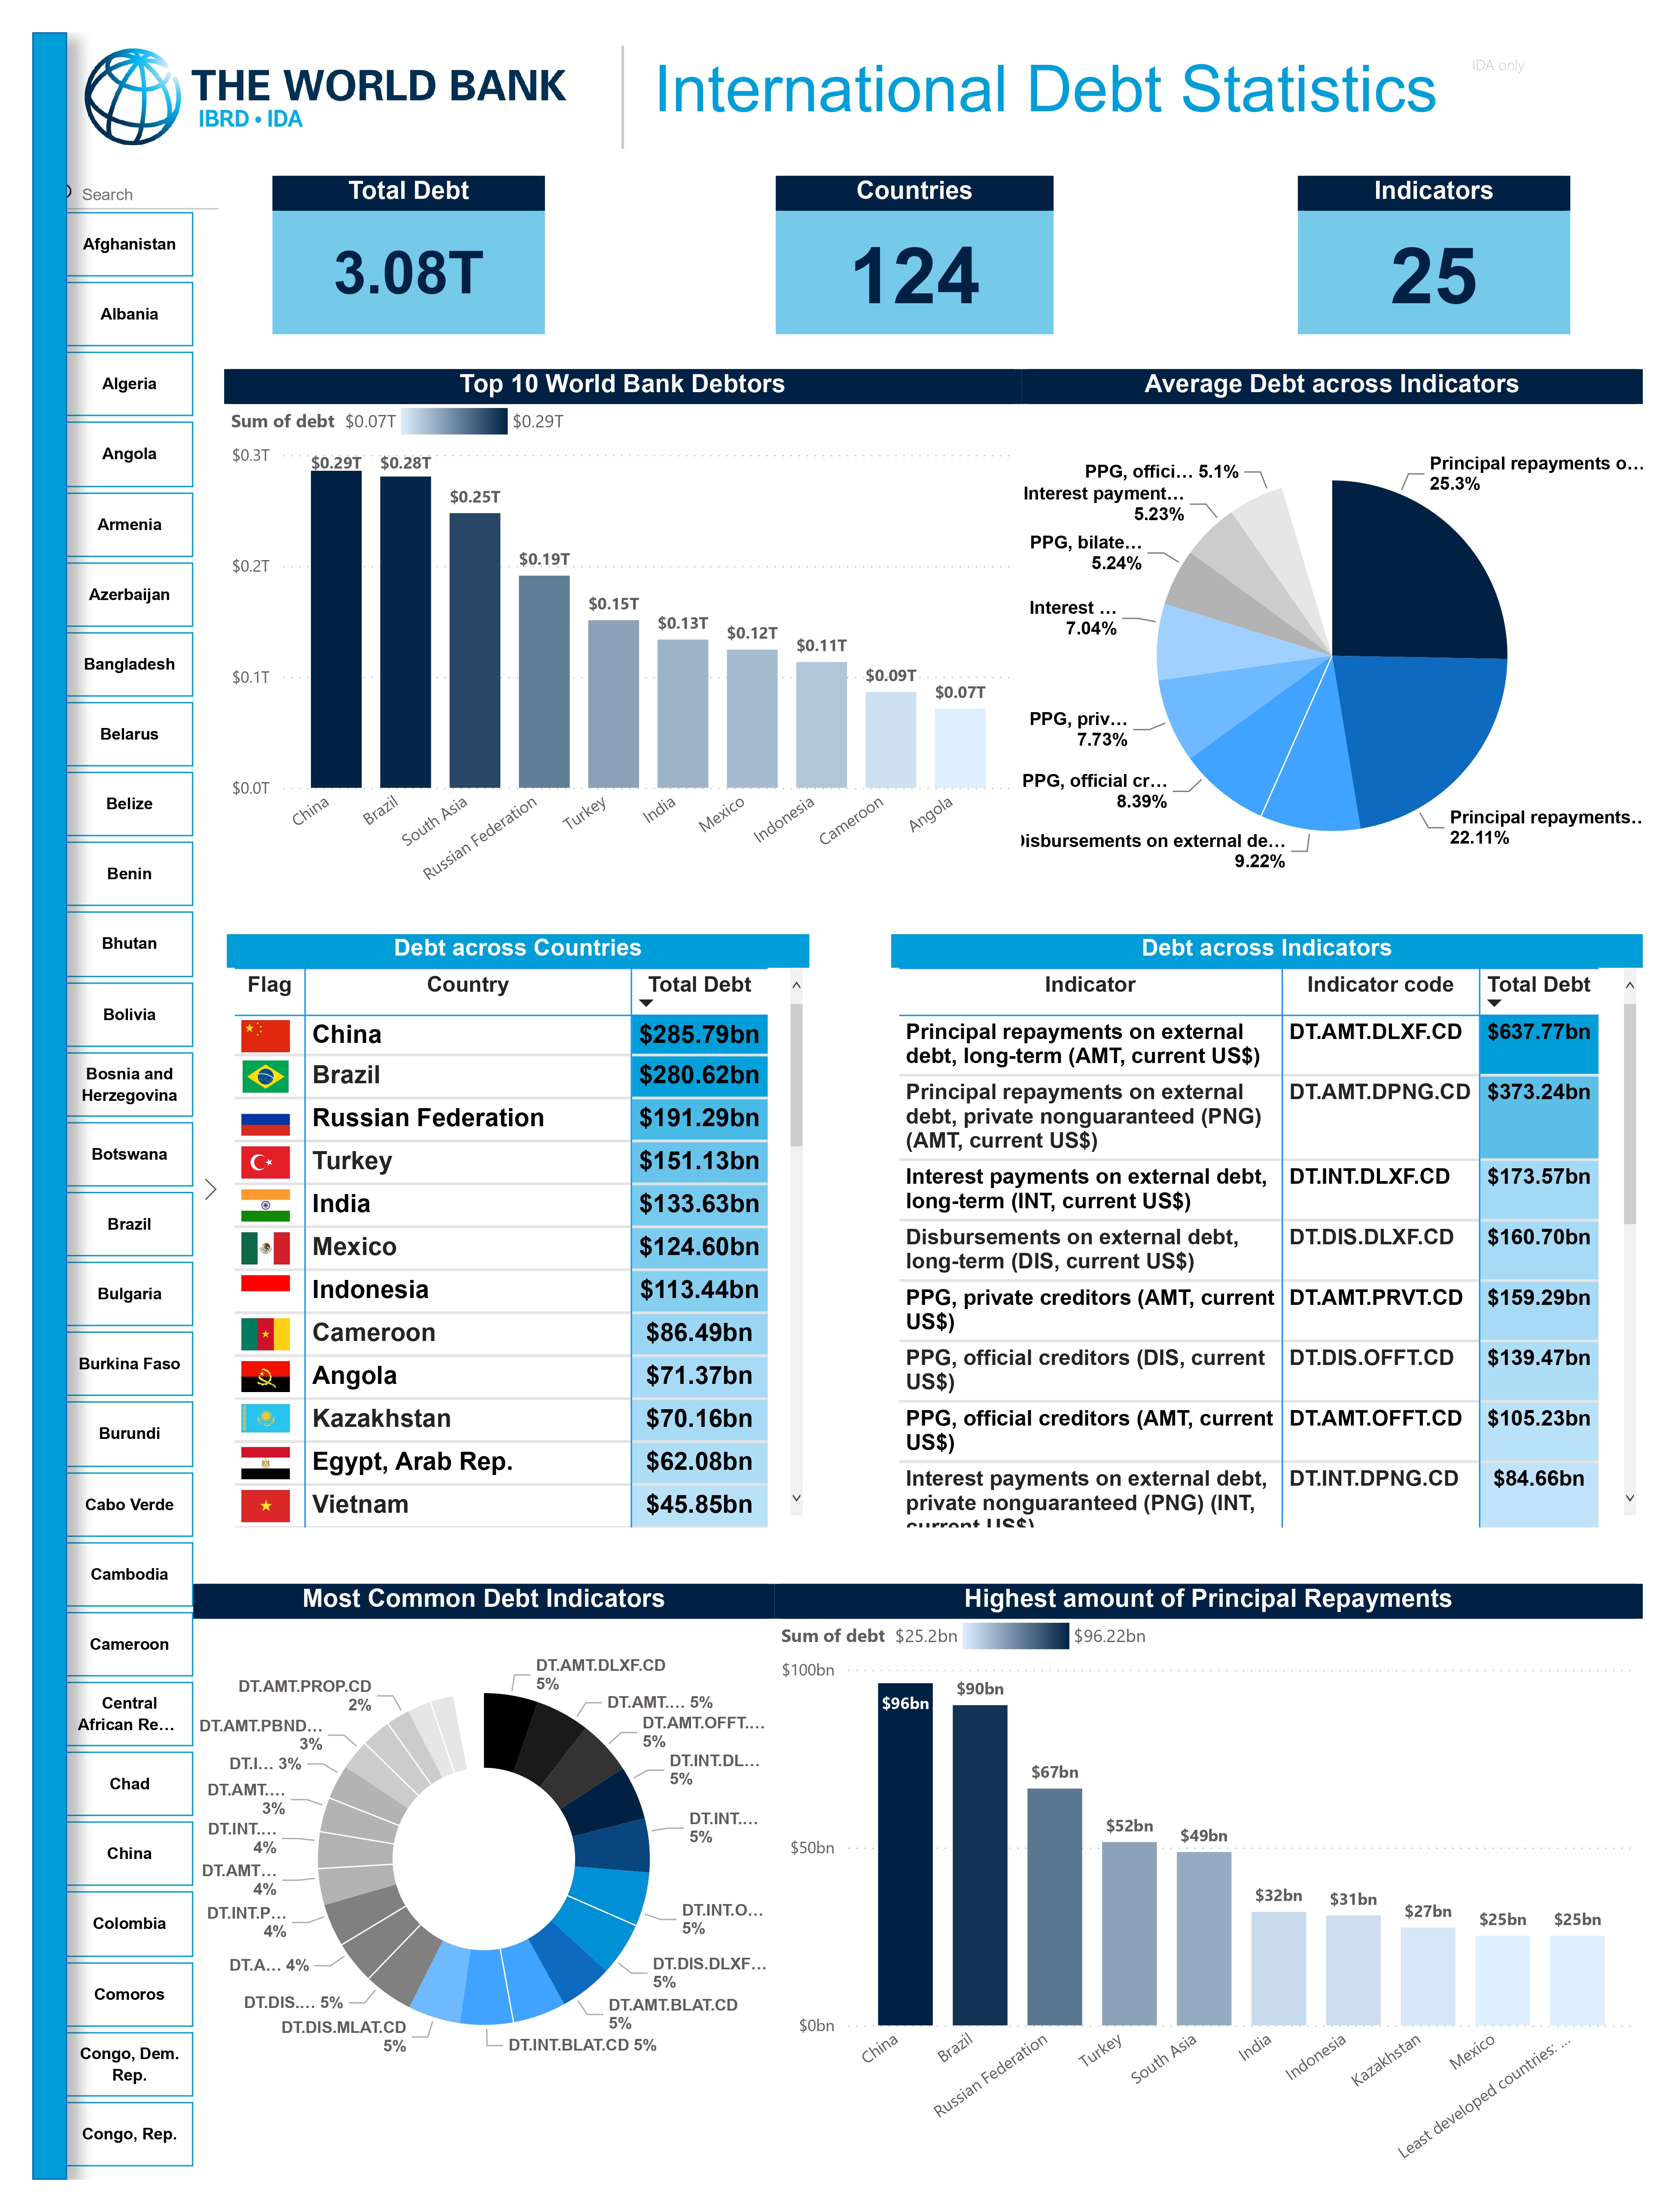 THE WORLD BANK
IBRD • IDA
International Debt Statistics
IDA only
Search
Afghanistan
Albania
Algeria
Angola
Armenia
Azerbaijan
Bangladesh
Belarus
Belize
Benin
Bhutan
Bolivia
Bosnia and
Herzegovina
Botswana
Brazil
Bulgaria
Burkina Faso
Burundi
Cabo Verde
Cambodia
Cameroon
Central
African Re...
Chad
China
Colombia
Comoros
Congo, Dem.
Rep.
Congo, Rep.
Total Debt
3.08T
Countries
124
Indicators
25
Top 10 World Bank Debtors
Sum of debt $0.07T $0.29T
$0.3T
$0.2T
$0.1T
$0.0T
$0.29T
$0.28T
$0.25T
$0.19T
$0.15T
$0.13T
$0.12T
$0.11T
$0.09T
$0.07T
China
Brazil
South Asia
Russian Federation
Turkey
India
Mexico
Indonesia
Cameroon
Angola
Average Debt across Indicators
Principal repayments o...
25.3%
Principal repayments..
22.11%
isbursements on external de...
9.22%
PPG, official cr...
8.39%
PPG, priv...
7.73%
Interest ...
7.04%
PPG, bilate...
5.24%
Interest payment...
5.23%
PPG, offici... 5.1%
Debt across Countries
Flag Country Total Debt
China $285.79bn
Brazil $280.62bn
Russian Federation $191.29bn
Turkey $151.13bn
India $133.63bn
Mexico $124.60bn
Indonesia $113.44bn
Cameroon $86.49bn
Angola $71.37bn
Kazakhstan $70.16bn
Egypt, Arab Rep. $62.08bn
Vietnam $45.85bn
Debt across Indicators
Indicator Indicator code Total Debt
Principal repayments on external DT.AMT.DLXF.CD $637.77bn
debt, long-term (AMT, current US$)
Principal repayments on external DT.AMT.DPNG.CD $373.24bn
debt, private nonguaranteed (PNG)
(AMT, current US$)
Interest payments on external debt, DT.INT.DLXF.CD $173.57bn
long-term (INT, current US$)
Disbursements on external debt, DT.DIS.DLXF.CD $160.70bn
long-term (DIS, current US$)
PPG, private creditors (AMT, current DT.AMT.PRVT.CD $159.29bn
US$)
PPG, official creditors (DIS, current DT.DIS.OFFT.CD $139.47bn
US$)
PPG, official creditors (AMT, current DT.AMT.OFFT.CD $105.23bn
US$)
Interest payments on external debt, DT.INT.DPNG.CD $84.66bn
private nonguaranteed (PNG) (INT,
current US$)
Most Common Debt Indicators
DT.AMT.DLXF.CD
5%
DT.AMT.... 5%
DT.AMT.OFFT....
5%
DT.INT.DL...
5%
DT.INT....
5%
DT.INT.O...
5%
DT.DIS.DLXF...
5%
DT.AMT.BLAT.CD
5%
DT.INT.BLAT.CD 5%
DT.DIS.MLAT.CD
5%
DT.DIS.... 5%
DT.A... 4%
DT.INT.P...
4%
DT.AMT...
4%
DT.INT....
4%
DT.AMT....
3%
DT.I... 3%
DT.AMT.PBND...
3%
DT.AMT.PROP.CD
2%
Highest amount of Principal Repayments
Sum of debt $25.2bn $96.22bn
$100bn
$50bn
$0bn
$96bn
$90bn
$67bn
$52bn
$49bn
$32bn
$31bn
$27bn
$25bn
$25bn
China
Brazil
Russian Federation
Turkey
South Asia
India
Indonesia
Kazakhstan
Mexico
Least developed countries: ...